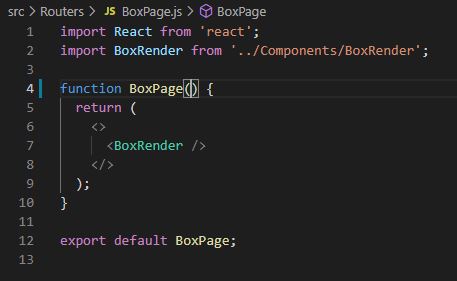 src > Routers > JS BoxPage.js > BoxPage
1 import React from 'react';
2 import BoxRender from '../Components/BoxRender';
3
4 function BoxPage() {
5   return (
6     <>
7       <BoxRender />
8     </>
9   );
10 }
11
12 export default BoxPage;
13